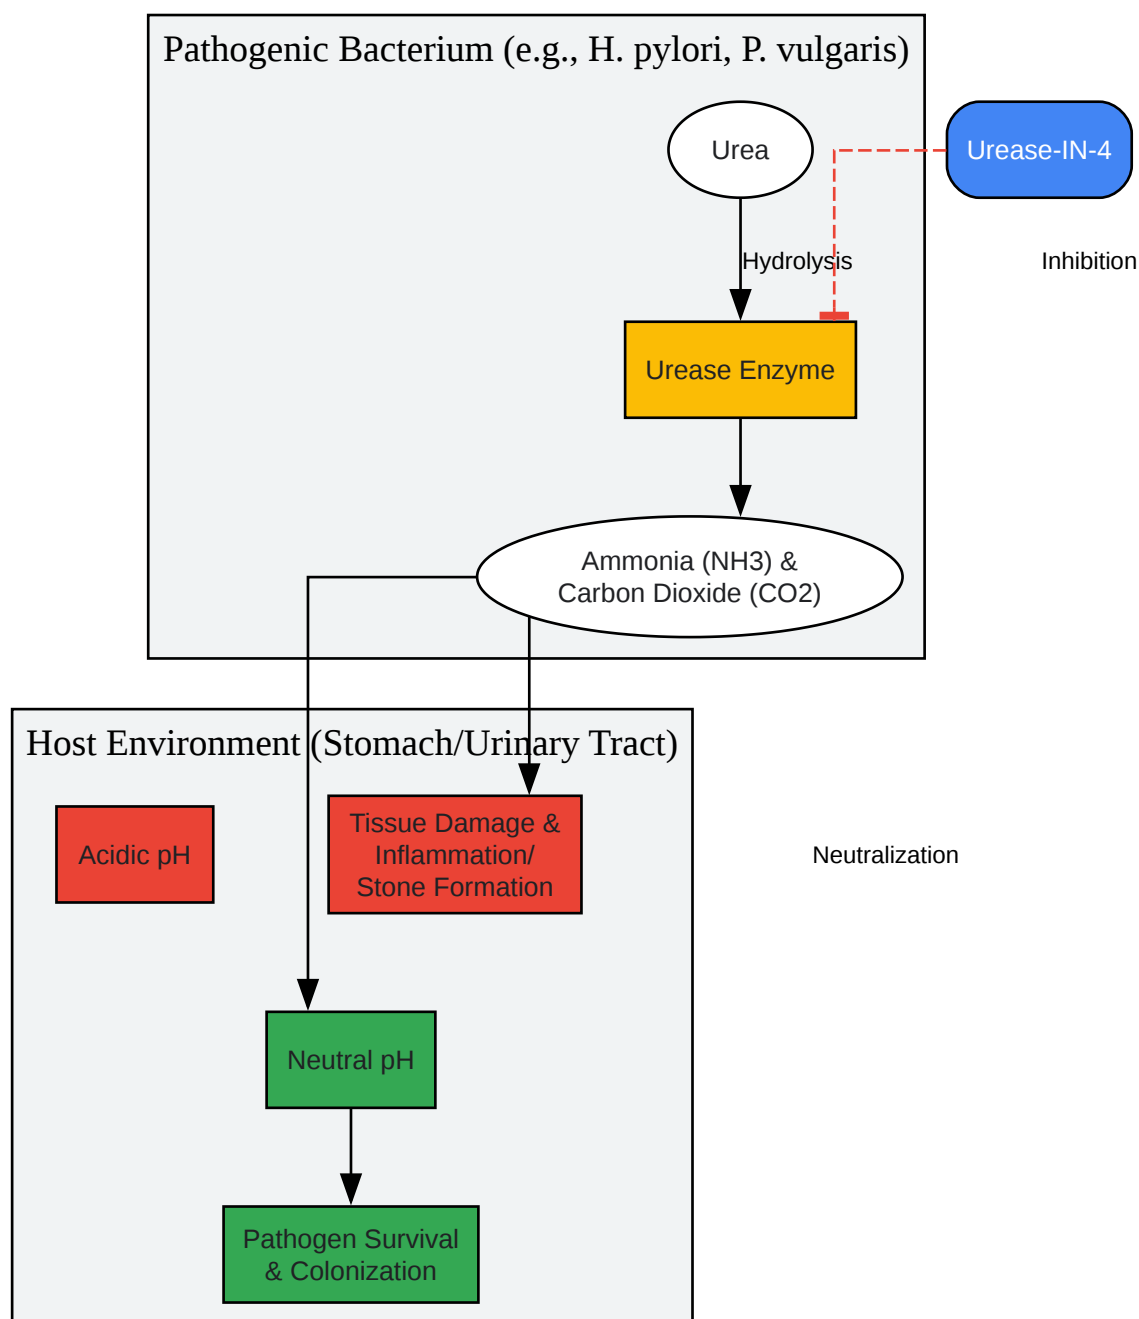 Pathogenic Bacterium (e.g., H. pylori, P. vulgaris)
Urea
Urease-IN-4
Hydrolysis
Inhibition
Urease Enzyme
Ammonia (NH3) &
Carbon Dioxide (CO2)
Host Environment (Stomach/Urinary Tract)
Acidic pH
Tissue Damage &
Inflammation/
Stone Formation
Neutralization
Neutral pH
Pathogen Survival
& Colonization